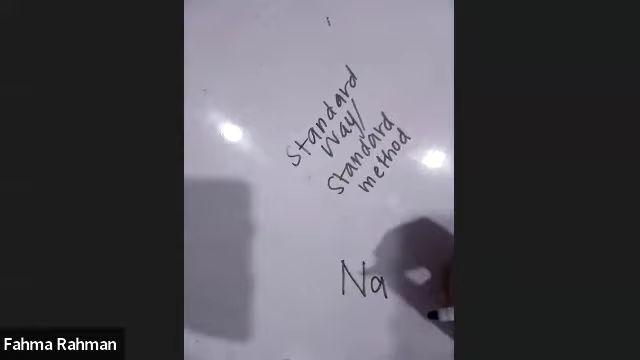 Standard
Way/
Standard
method
Na
Fahma Rahman